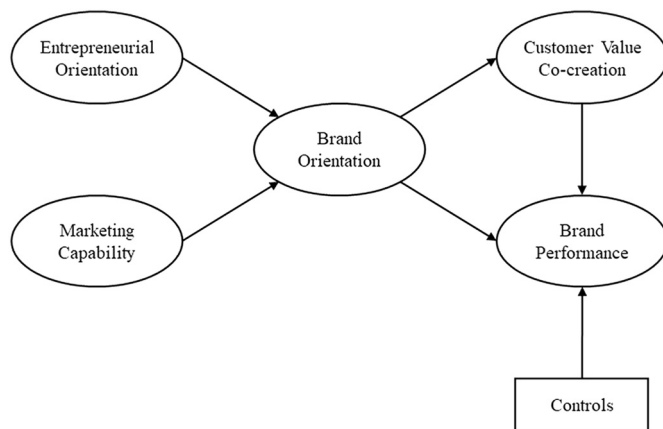 Entrepreneurial
Orientation
Customer Value
Co-creation
Brand
Orientation
Marketing
Capability
Brand
Performance
Controls